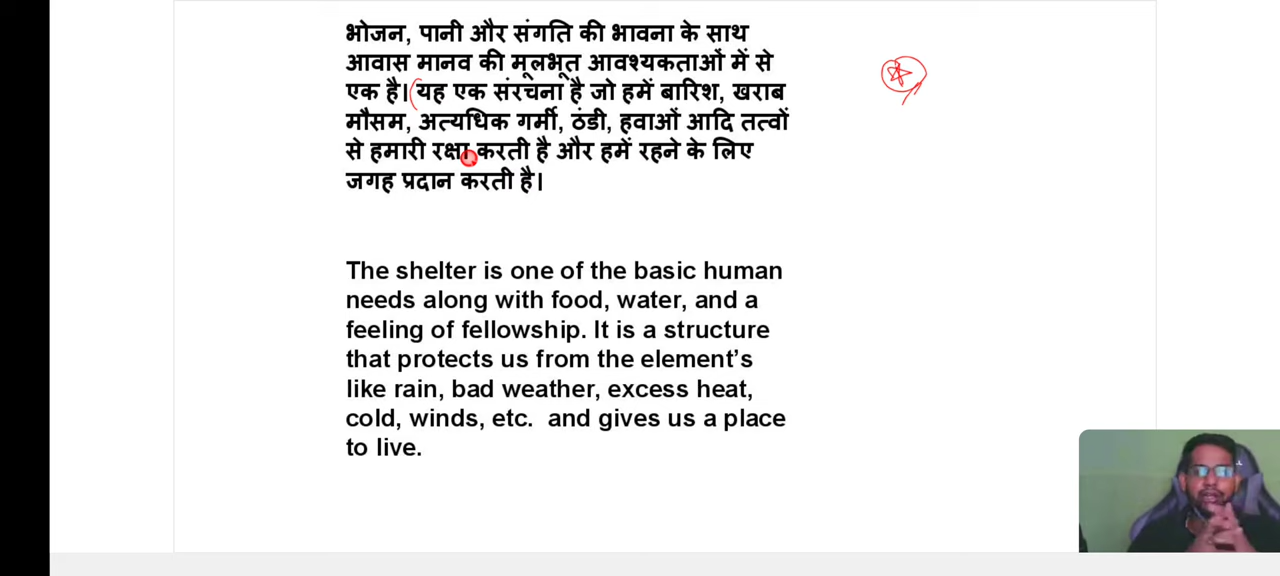 भोजन, पानी और संगति की भावना के साथ
आवास मानव की मूलभूत आवश्यकताओं में से
एक है। (यह एक संरचना है जो हमें बारिश, खराब
मौसम, अत्यधिक गर्मी, ठंडी, हवाओं आदि तत्वों
से हमारी रक्षा करती है और हमें रहने के लिए
जगह प्रदान करती है।
The shelter is one of the basic human
needs along with food, water, and a
feeling of fellowship. It is a structure
that protects us from the element’s
like rain, bad weather, excess heat,
cold, winds, etc.  and gives us a place
to live.